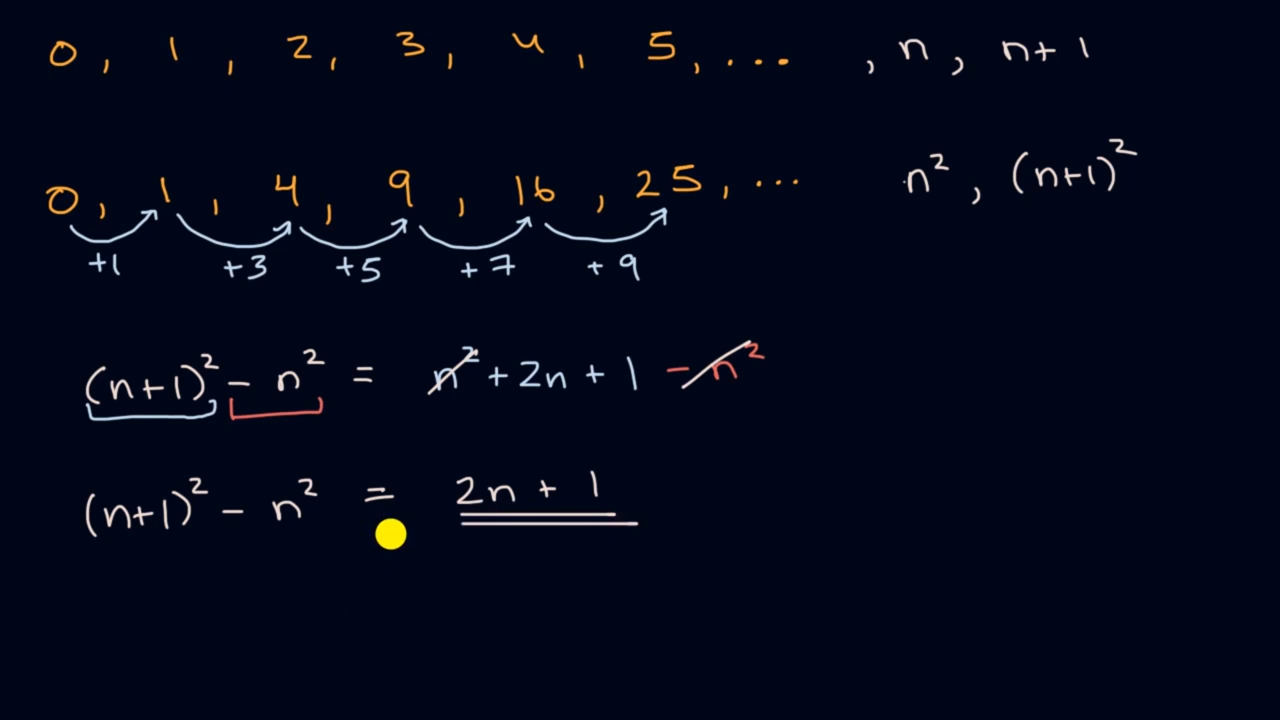 0, 1, 2, 3, 4, 5, ... , n, n+1
0, 1, 4, 9, 16, 25, ... n², (n+1)²
+1 +3 +5 +7 +9
(n+1)² - n² = n² + 2n + 1 - n²
(n+1)² - n² = 2n + 1